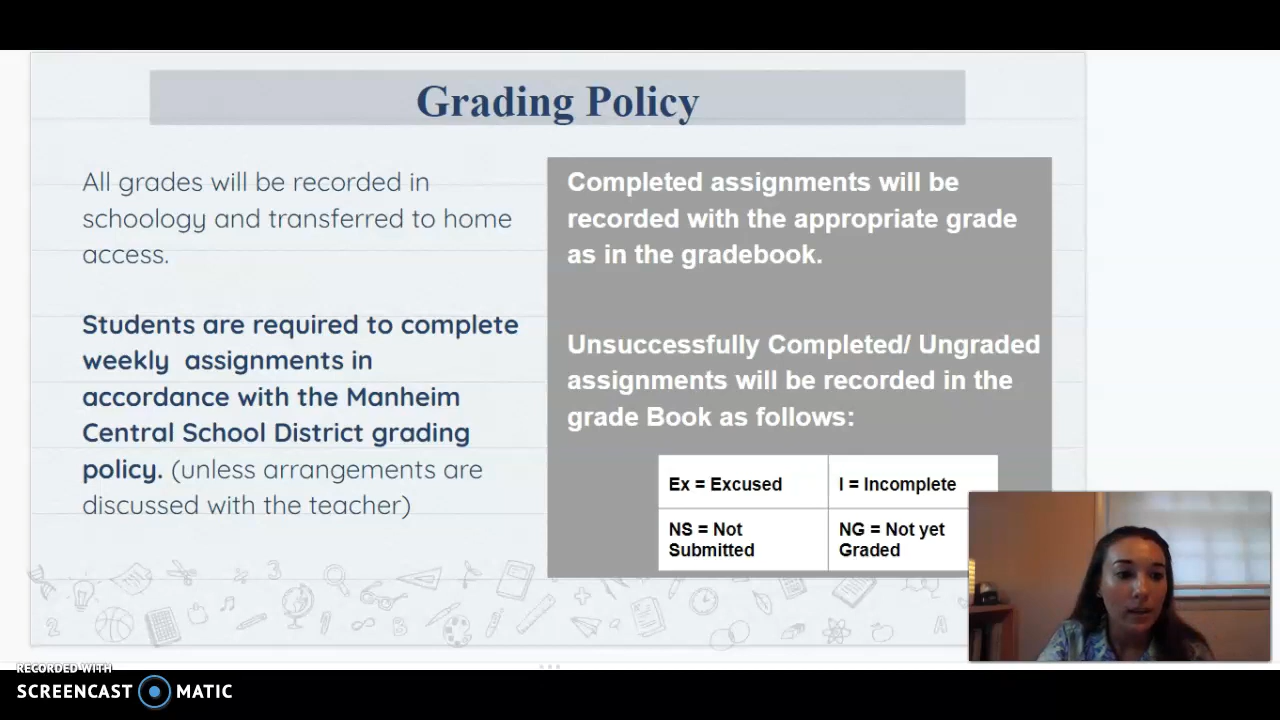 Grading Policy
All grades will be recorded in
schoology and transferred to home
access.
Students are required to complete
weekly assignments in
accordance with the Manheim
Central School District grading
policy. (unless arrangements are
discussed with the teacher)
Completed assignments will be
recorded with the appropriate grade
as in the gradebook.
Unsuccessfully Completed/ Ungraded
assignments will be recorded in the
grade Book as follows:
Ex = Excused
I = Incomplete
NS = Not
Submitted
NG = Not yet
Graded
3
2
1
8
B
A
RECORDED WITH
SCREENCAST MATIC